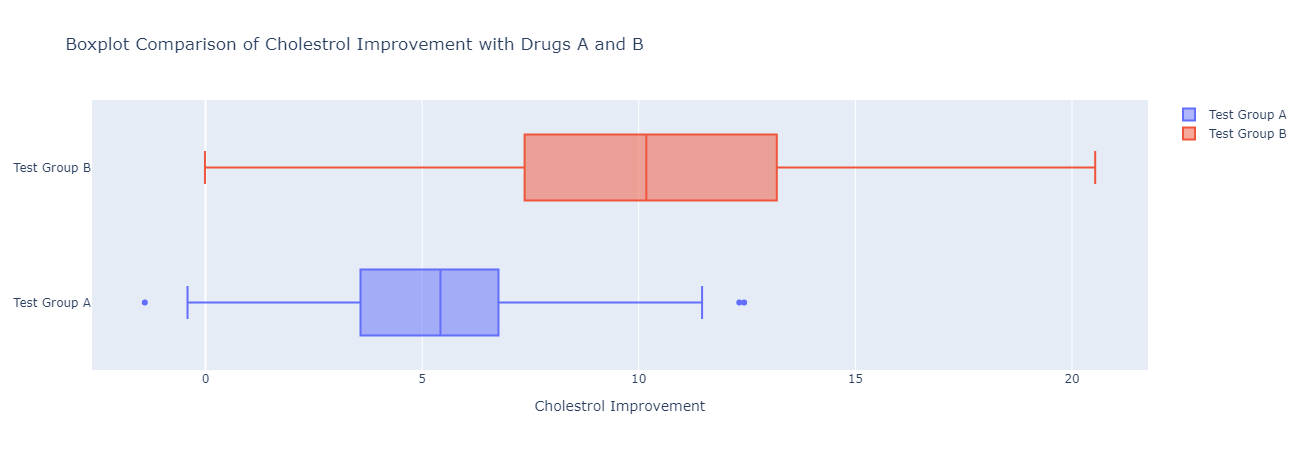 Boxplot Comparison of Cholestrol Improvement with Drugs A and B
Test Group A
Test Group B
Test Group B
Test Group A
0 5 10 15 20
Cholestrol Improvement